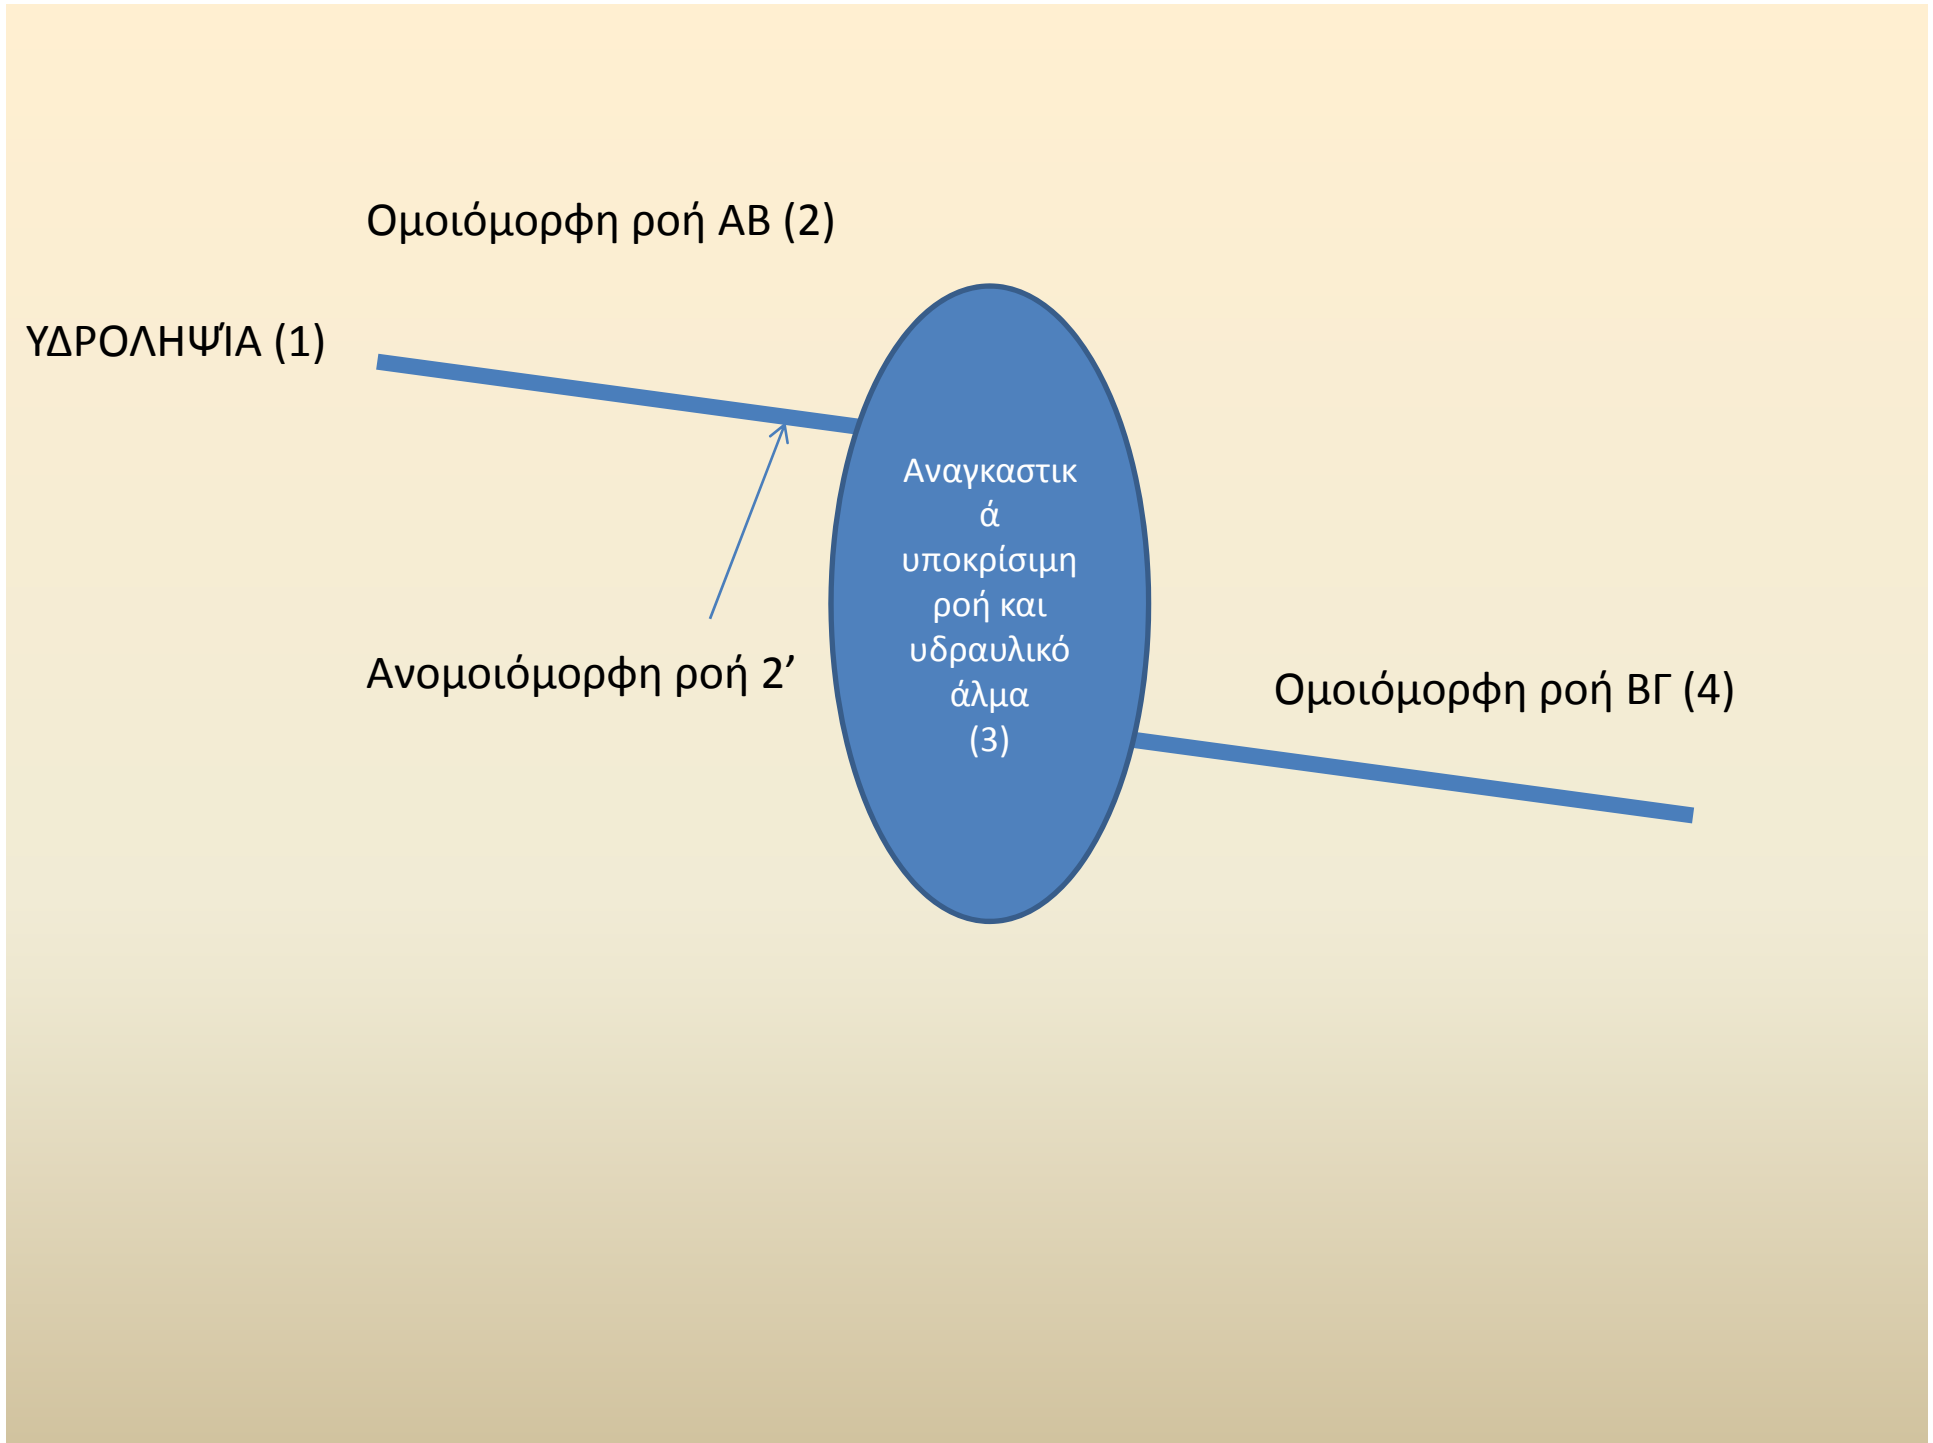 Ομοιόμορφη ροή ΑΒ (2)
ΥΔΡΟΛΗΨΊΑ (1)
Αναγκαστικ
ά
υποκρίσιμη
ροή και
υδραυλικό
άλμα
(3)
Ανομοιόμορφη ροή 2’
Ομοιόμορφη ροή ΒΓ (4)